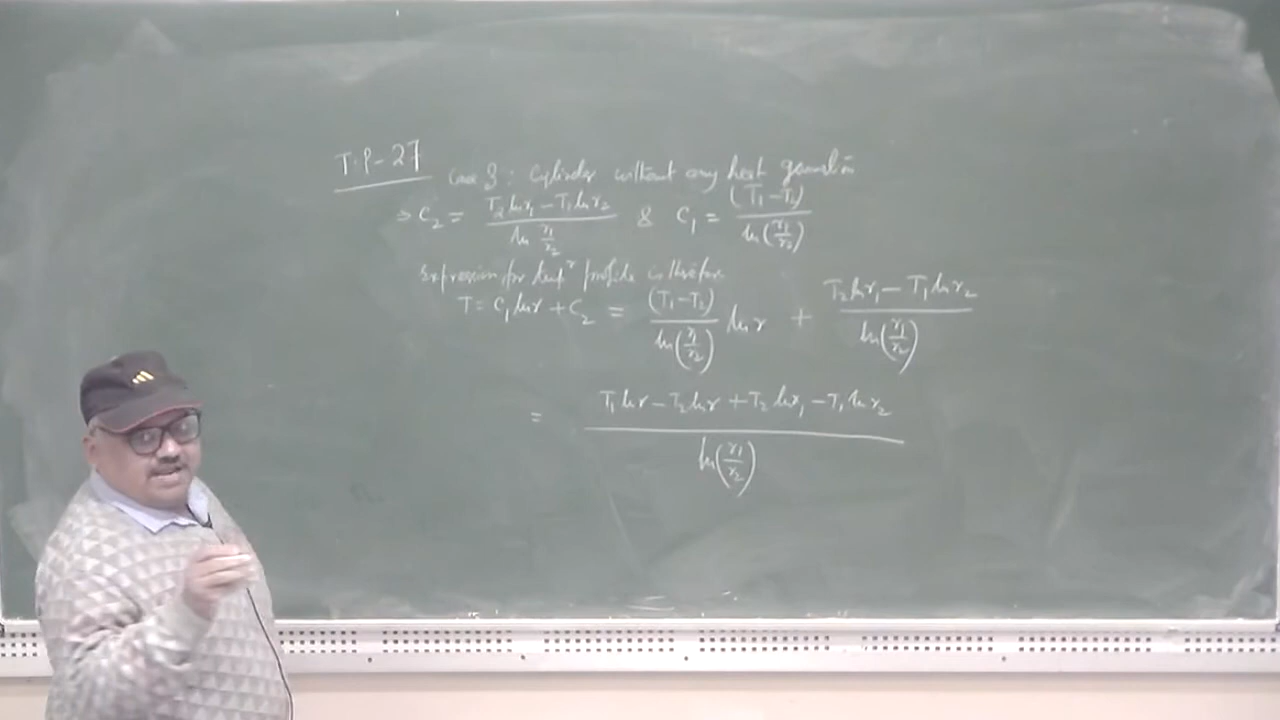 T.P-27
Case 3: Cylinder without any heat generation
⇒ C₂ = (T₂ ln r₁ - T₁ ln r₂) / (ln r₁/r₂) & C₁ = (T₁-T₂) / (ln(r₁/r₂))
Expression for temp^r profile is therefore
T = C₁ ln r + C₂ = (T₁-T₂) / (ln(r₁/r₂)) ln r + (T₂ ln r₁ - T₁ ln r₂) / (ln(r₁/r₂))
= (T₁ ln r - T₂ ln r + T₂ ln r₁ - T₁ ln r₂) / (ln(r₁/r₂))